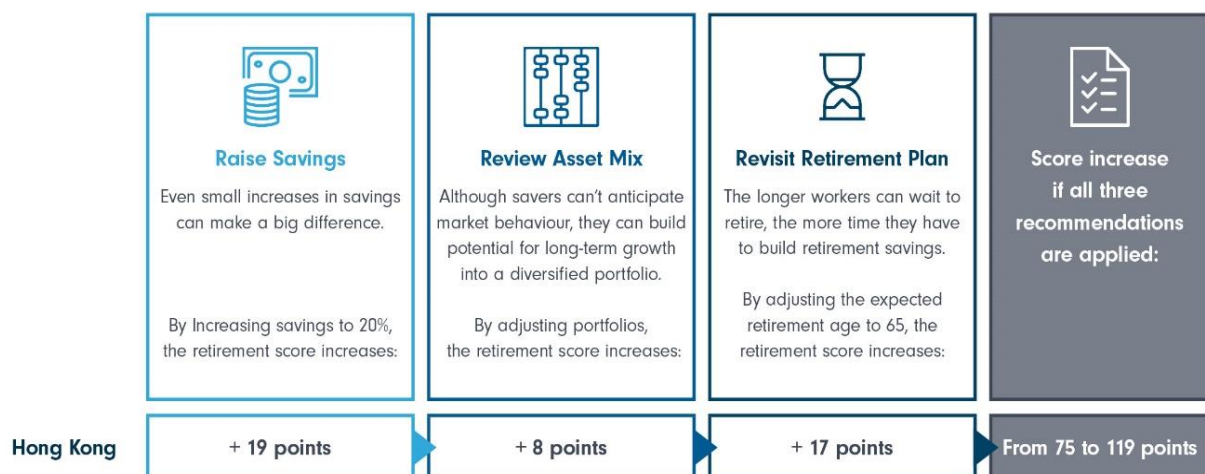 Raise Savings
Even small increases in savings
can make a big difference.
By Increasing savings to 20%,
the retirement score increases:
Review Asset Mix
Although savers can't anticipate
market behaviour, they can build
potential for long-term growth
into a diversified portfolio.
By adjusting portfolios,
the retirement score increases:
Revisit Retirement Plan
The longer workers can wait to
retire, the more time they have
to build retirement savings.
By adjusting the expected
retirement age to 65, the
retirement score increases:
Score increase
if all three
recommendations
are applied:
Hong Kong
+ 19 points
+ 8 points
+ 17 points
From 75 to 119 points